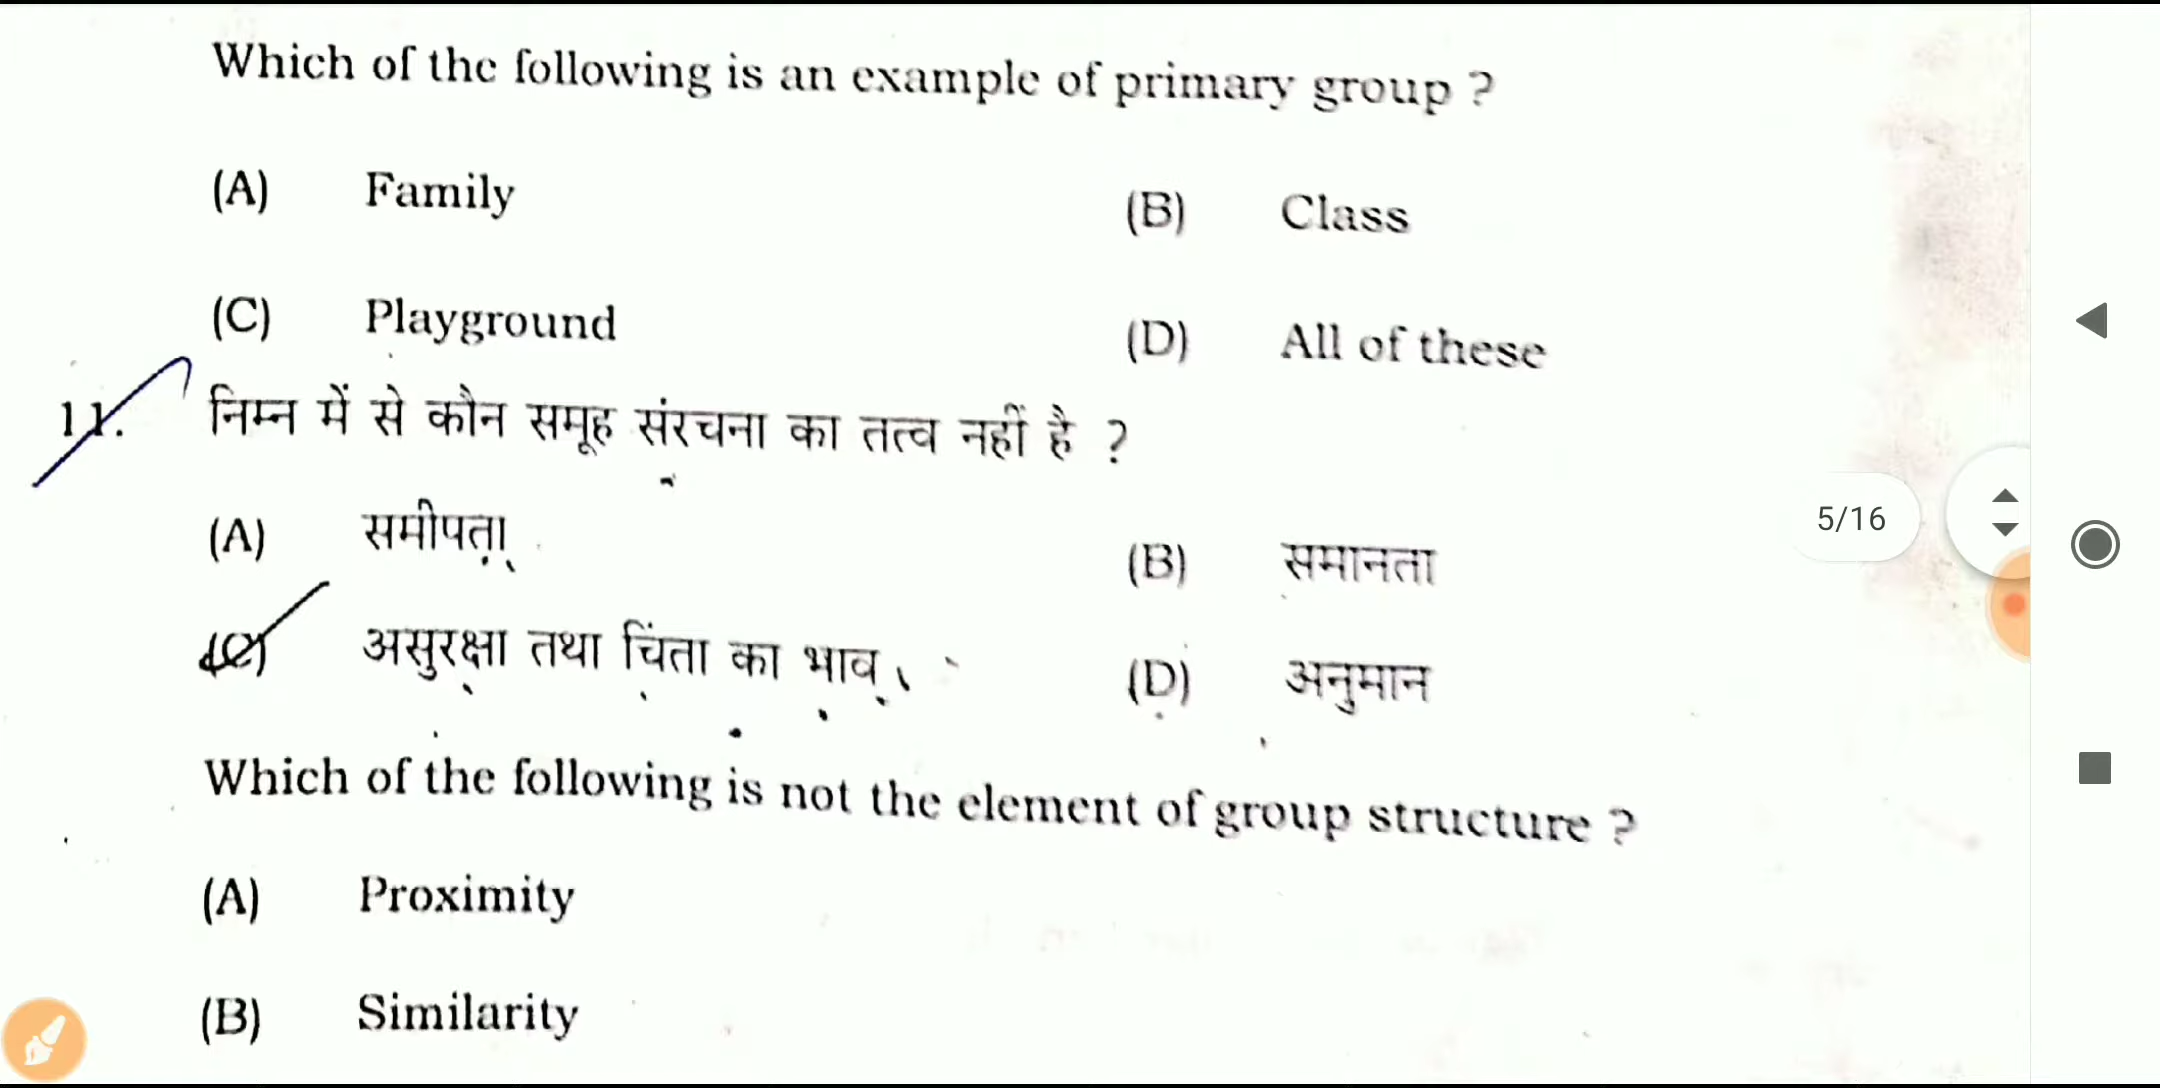 Which of the following is an example of primary group ?
(A) Family (B) Class
(C) Playground (D) All of these
11. निम्न में से कौन समूह संरचना का तत्व नहीं है ?
(A) समीपता (B) समानता
(C) असुरक्षा तथा चिंता का भाव (D) अनुमान
5/16
Which of the following is not the element of group structure ?
(A) Proximity
(B) Similarity